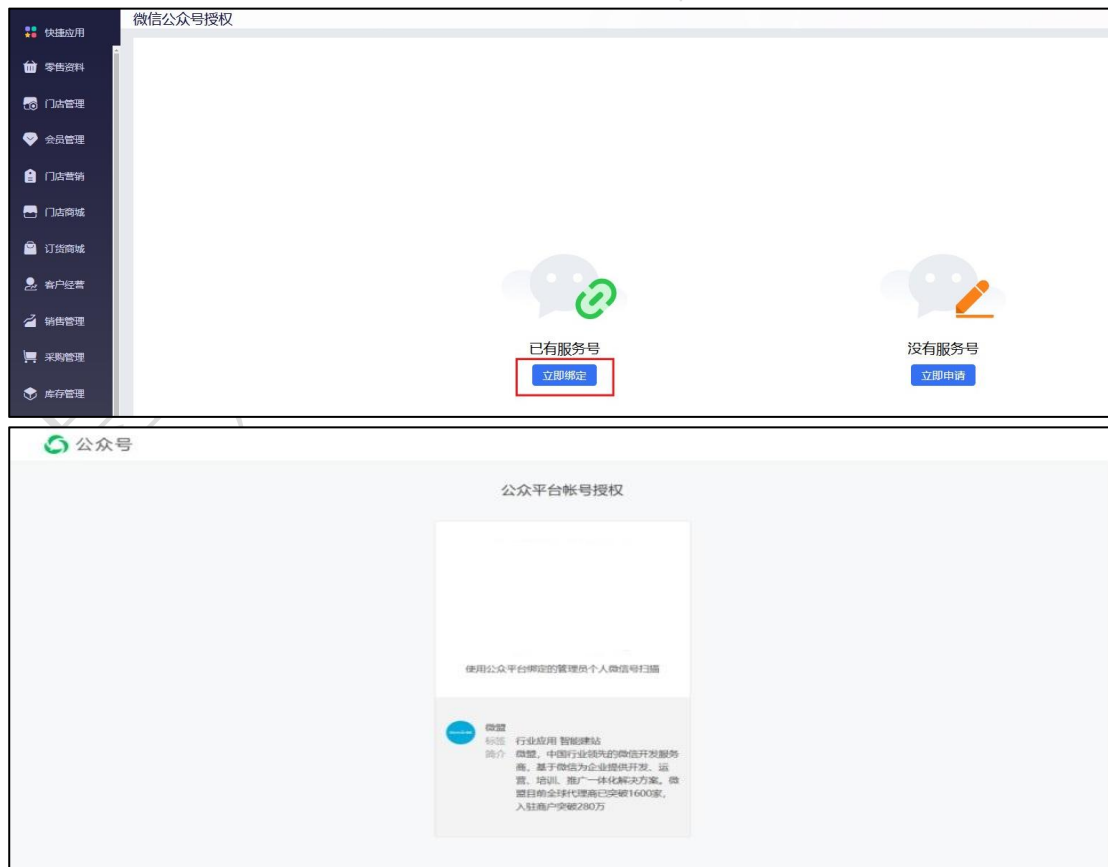 微信公众号授权
快捷应用
零售资料
门店管理
会员管理
门店营销
门店商城
订货商城
客户经营
销售管理
采购管理
库存管理
已有服务号
立即绑定
没有服务号
立即申请
公众号
公众平台帐号授权
使用公众平台绑定的管理员个人微信号扫描
微盟
标签 行业应用 智能建站
简介 微盟，中国行业领先的微信开发服务
商，基于微信为企业提供开发、运
营、培训、推广一体化解决方案。微
盟目前全球代理商已突破1600家，
入驻商户突破280万